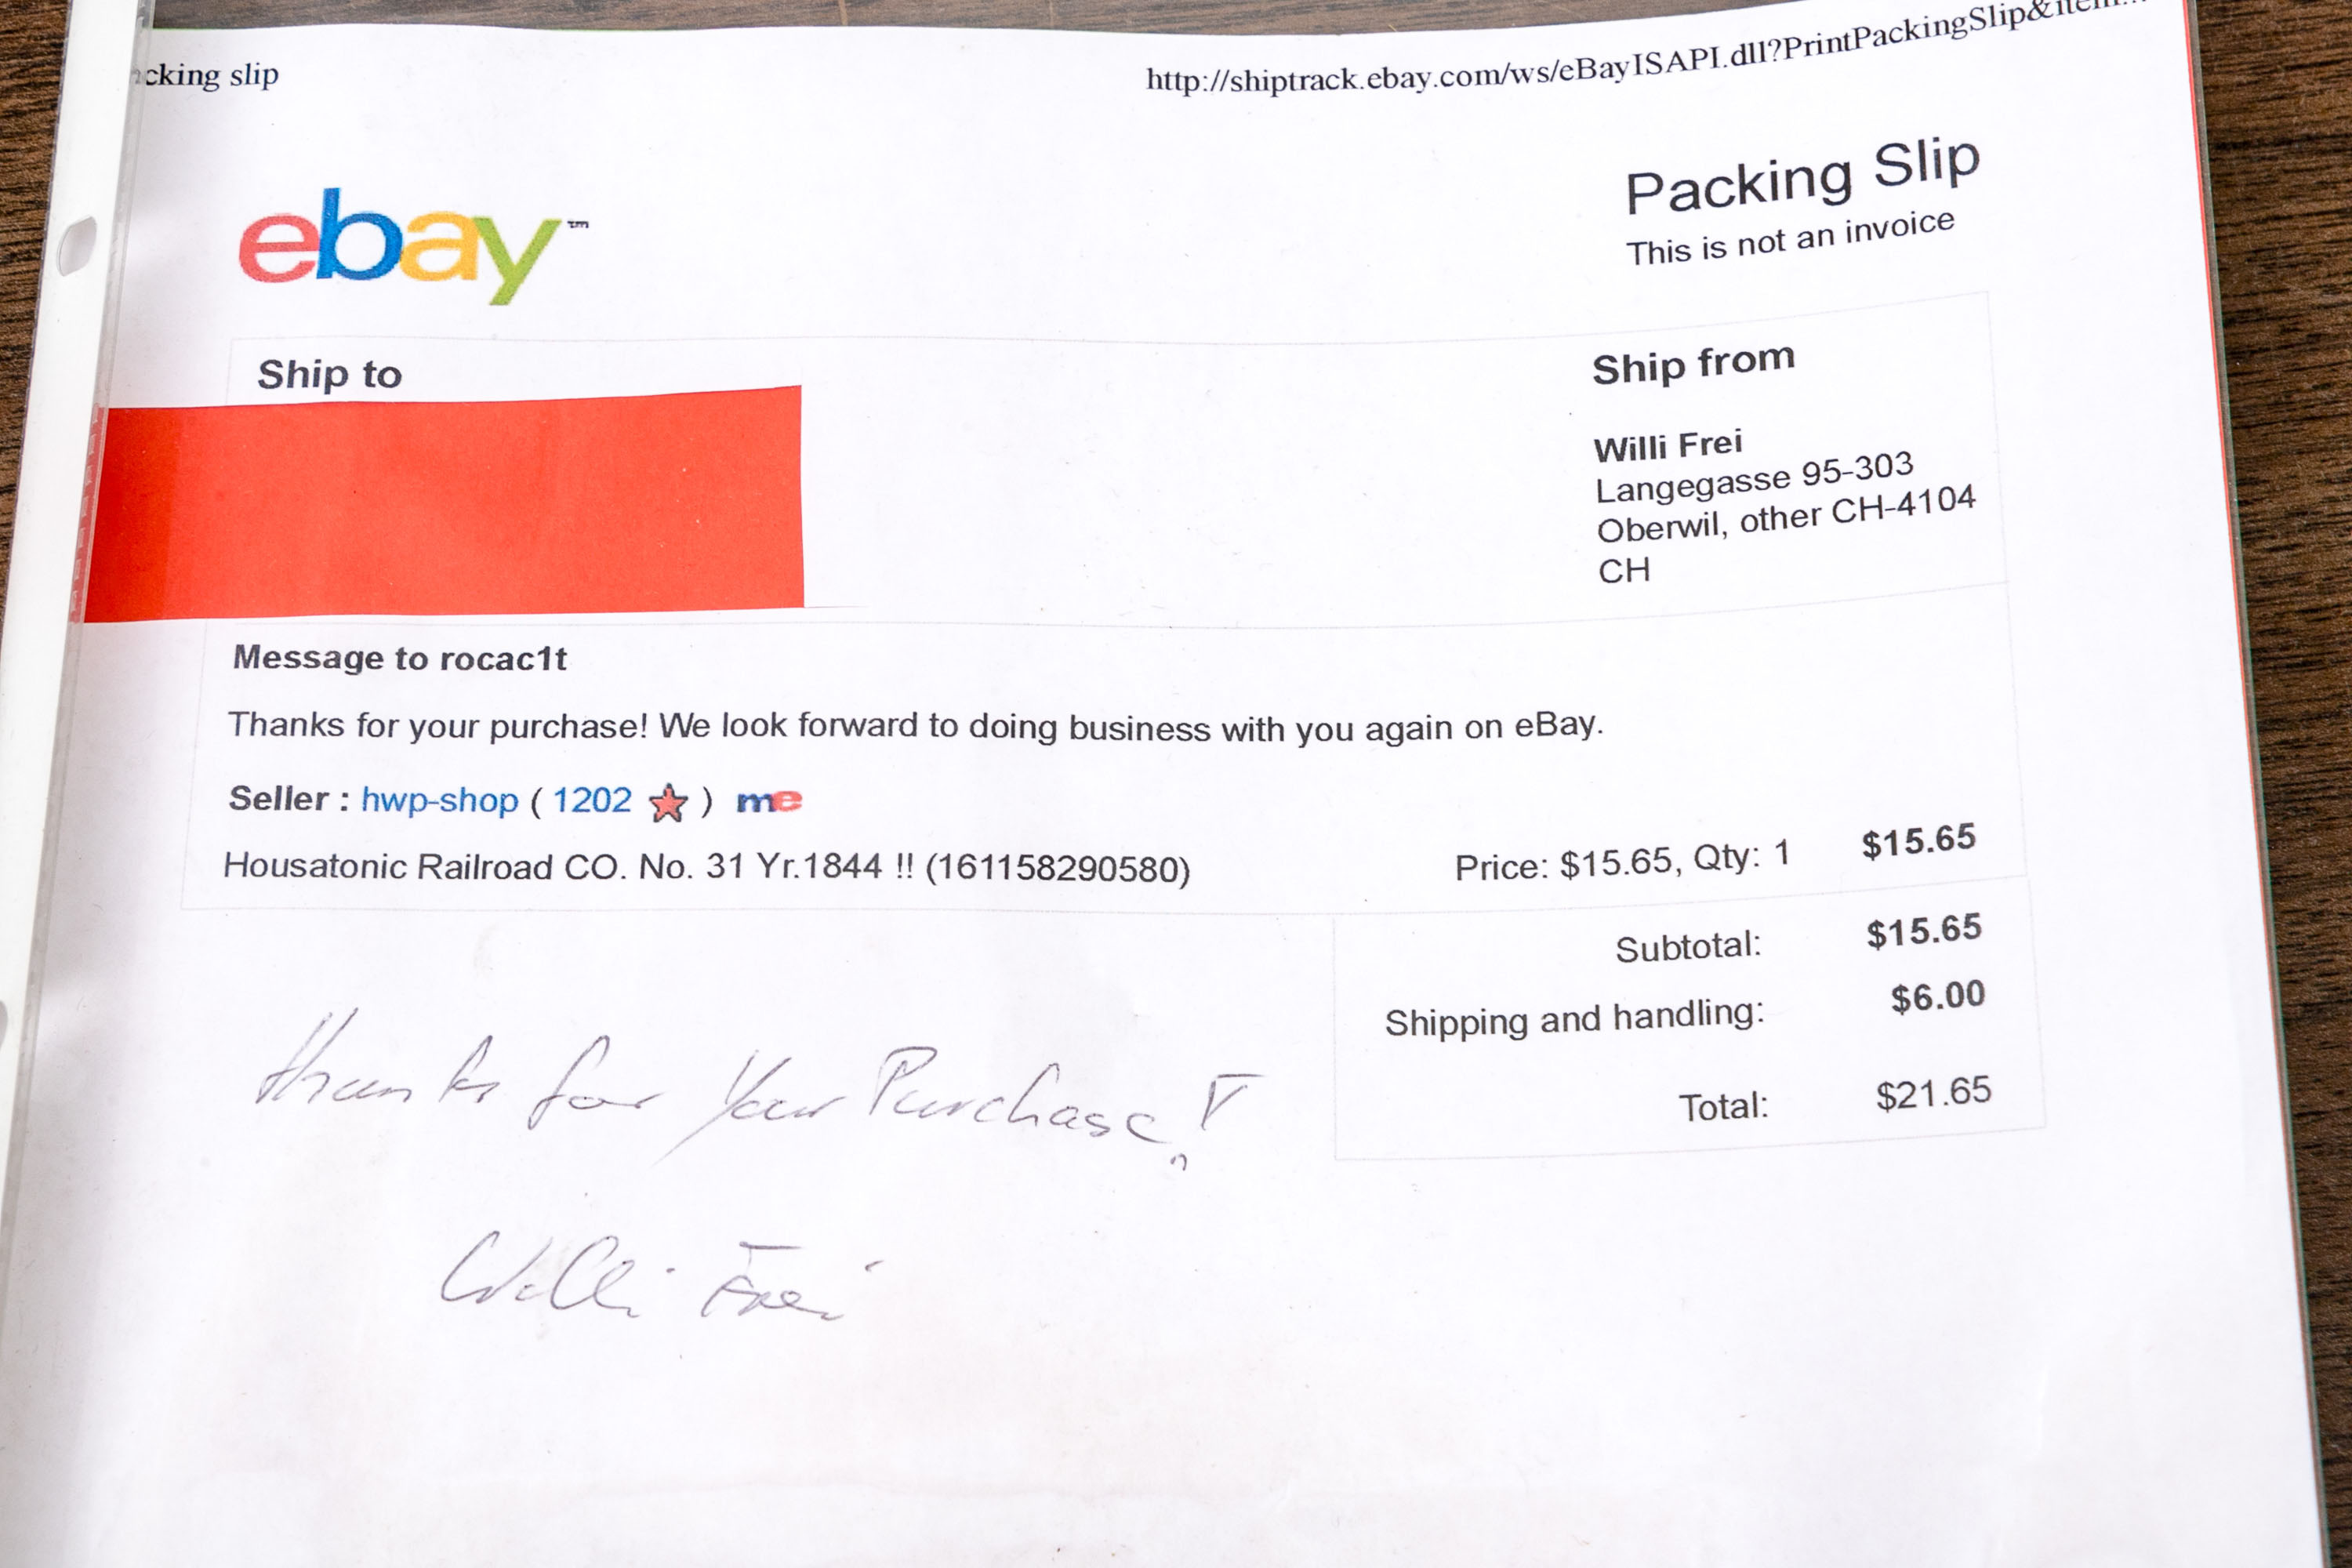 cking slip
http://shiptrack.ebay.com/ws/eBayISAPI.dll?PrintPackingSlip&item...
ebay™
Packing Slip
This is not an invoice
Ship to
Ship from
Willi Frei
Langegasse 95-303
Oberwil, other CH-4104
CH
Message to rocac1t
Thanks for your purchase! We look forward to doing business with you again on eBay.
Seller : hwp-shop ( 1202 ) me
Housatonic Railroad CO. No. 31 Yr.1844 !! (161158290580) Price: $15.65, Qty: 1 $15.65
Subtotal: $15.65
Shipping and handling: $6.00
Total: $21.65
Thanks for Your Purchase!
Willi Frei